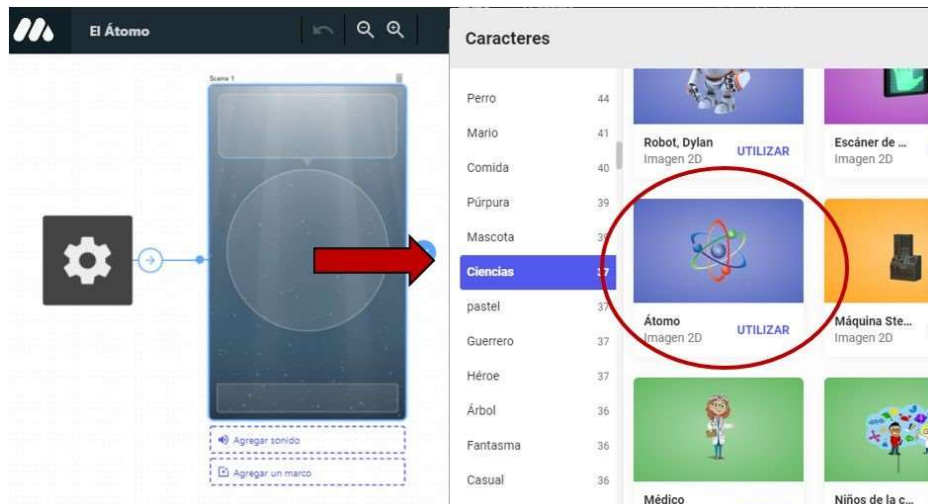 El Átomo
Scene 1
Agregar sonido
Agregar un marco
Caracteres
Perro 44
Mario 41
Comida 40
Púrpura 39
Mascota
Ciencias 37
pastel 37
Guerrero 37
Héroe 37
Árbol 36
Fantasma 36
Casual 36
Robot, Dylan
Imagen 2D
UTILIZAR
Escáner de ...
Imagen 2D
Átomo
Imagen 2D
UTILIZAR
Máquina Ste...
Imagen 2D
Médico
Niños de la c...